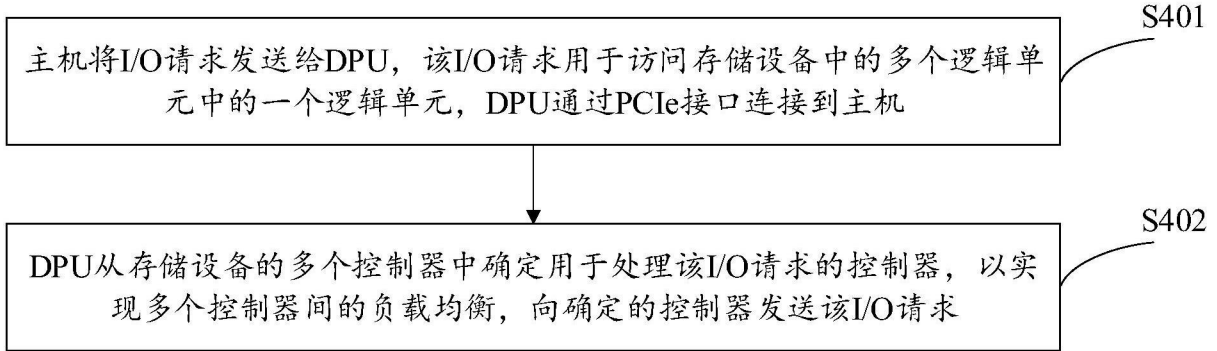 S401
主机将I/O请求发送给DPU，该I/O请求用于访问存储设备中的多个逻辑单
元中的一个逻辑单元，DPU通过PCIe接口连接到主机
S402
DPU从存储设备的多个控制器中确定用于处理该I/O请求的控制器，以实
现多个控制器间的负载均衡，向确定的控制器发送该I/O请求